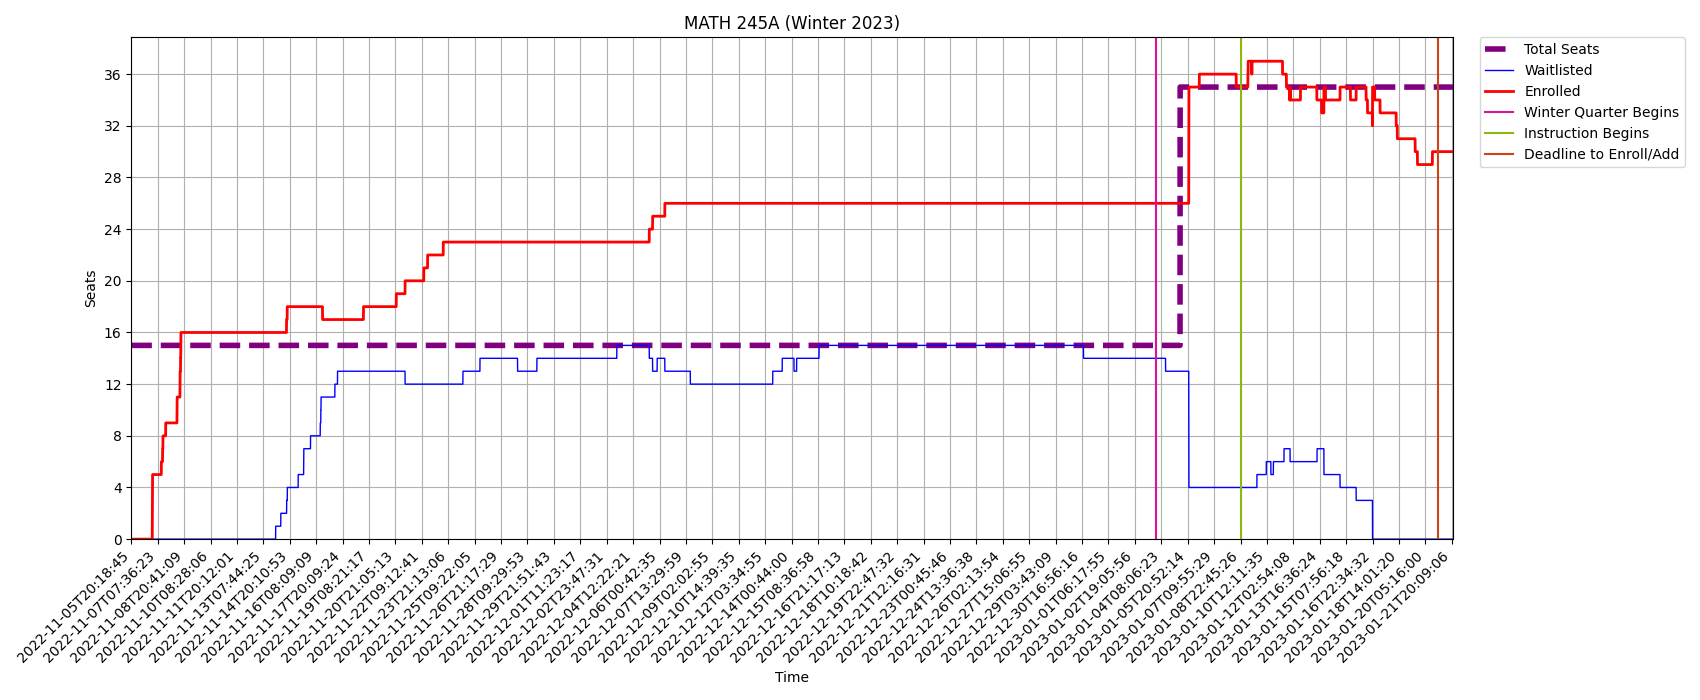 MATH 245A (Winter 2023)
Seats
36
32
28
24
20
16
12
8
4
0
Total Seats
Waitlisted
Enrolled
Winter Quarter Begins
Instruction Begins
Deadline to Enroll/Add
2022-11-05T20:18:45
2022-11-07T07:36:23
2022-11-08T20:41:09
2022-11-10T08:28:06
2022-11-11T20:12:01
2022-11-13T07:44:25
2022-11-14T20:10:53
2022-11-16T08:09:09
2022-11-17T20:09:24
2022-11-19T08:21:17
2022-11-20T21:05:13
2022-11-22T09:12:41
2022-11-23T21:13:06
2022-11-25T09:22:05
2022-11-26T21:17:29
2022-11-28T09:29:53
2022-11-29T21:51:43
2022-12-01T11:23:17
2022-12-02T23:47:31
2022-12-04T12:22:21
2022-12-06T00:42:35
2022-12-07T13:29:59
2022-12-09T02:02:55
2022-12-10T14:39:35
2022-12-12T03:34:55
2022-12-14T00:44:00
2022-12-15T08:36:58
2022-12-16T21:17:13
2022-12-18T10:18:42
2022-12-19T22:47:32
2022-12-21T12:16:31
2022-12-23T00:45:46
2022-12-24T13:36:38
2022-12-26T02:13:54
2022-12-27T15:06:55
2022-12-29T03:43:09
2022-12-30T16:56:16
2023-01-01T06:17:55
2023-01-02T19:05:56
2023-01-04T08:06:23
2023-01-05T20:52:14
2023-01-07T09:55:29
2023-01-08T22:45:26
2023-01-10T12:11:35
2023-01-12T02:54:08
2023-01-13T16:36:24
2023-01-15T07:56:18
2023-01-16T22:34:32
2023-01-18T14:01:20
2023-01-20T05:16:00
2023-01-21T20:09:06
Time